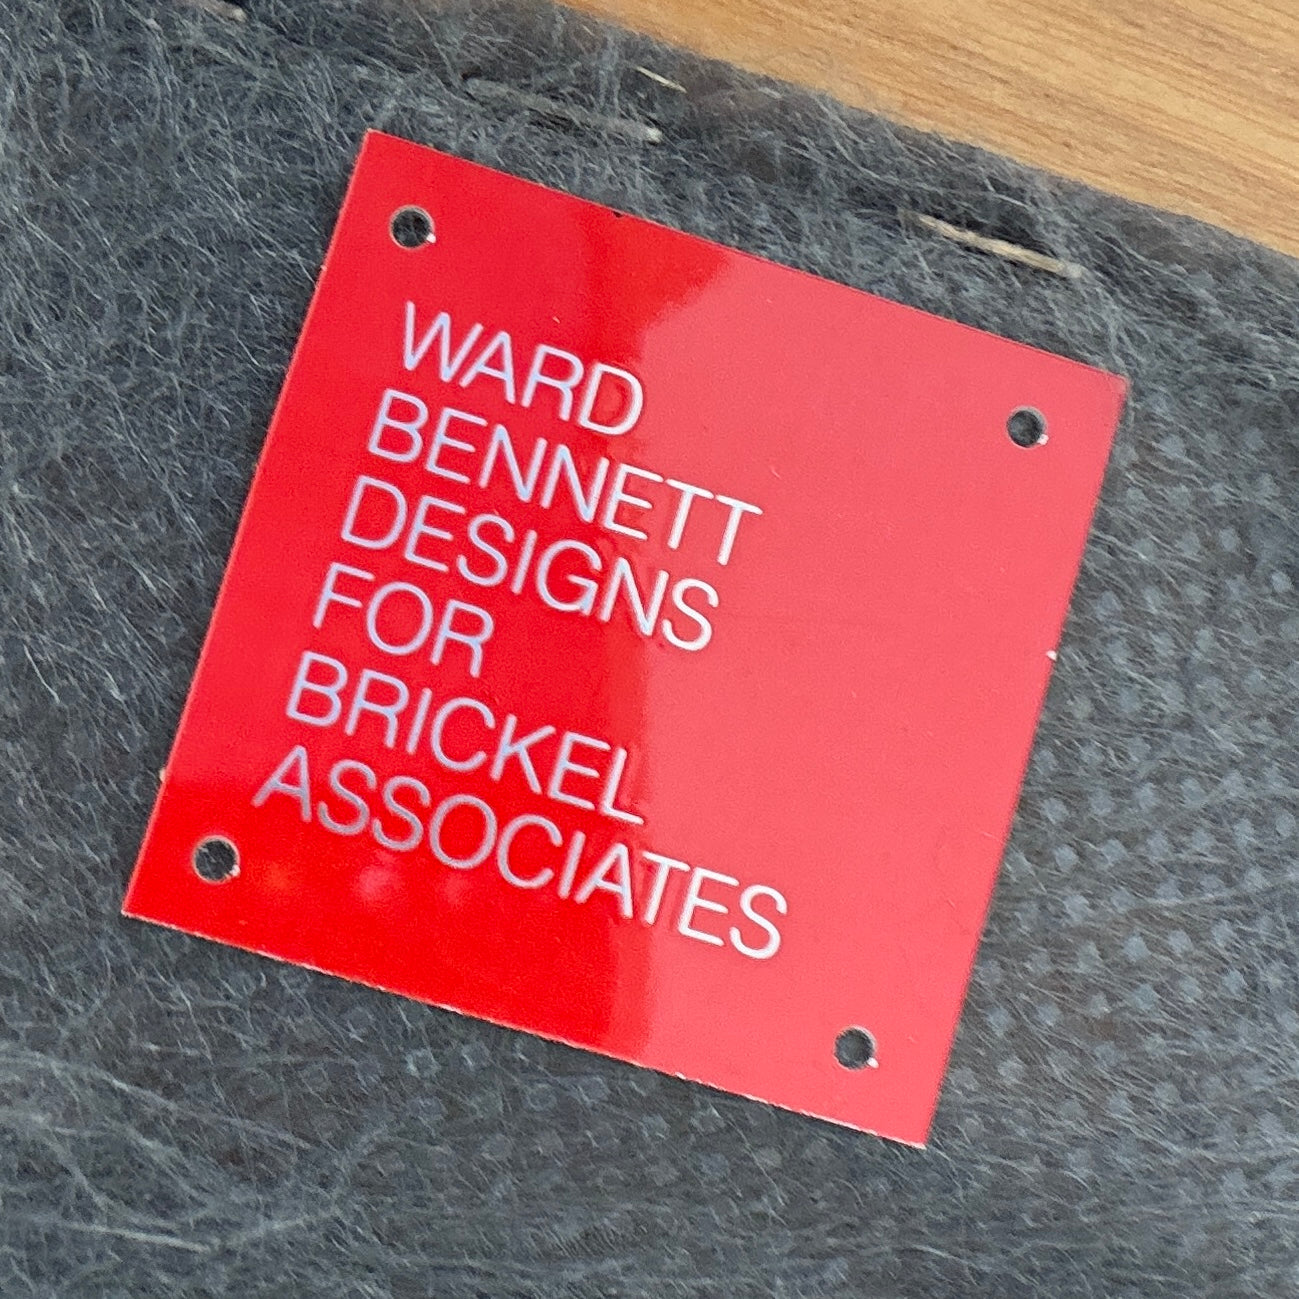 WARD
BENNETT
DESIGNS
FOR
BRICKEL
ASSOCIATES